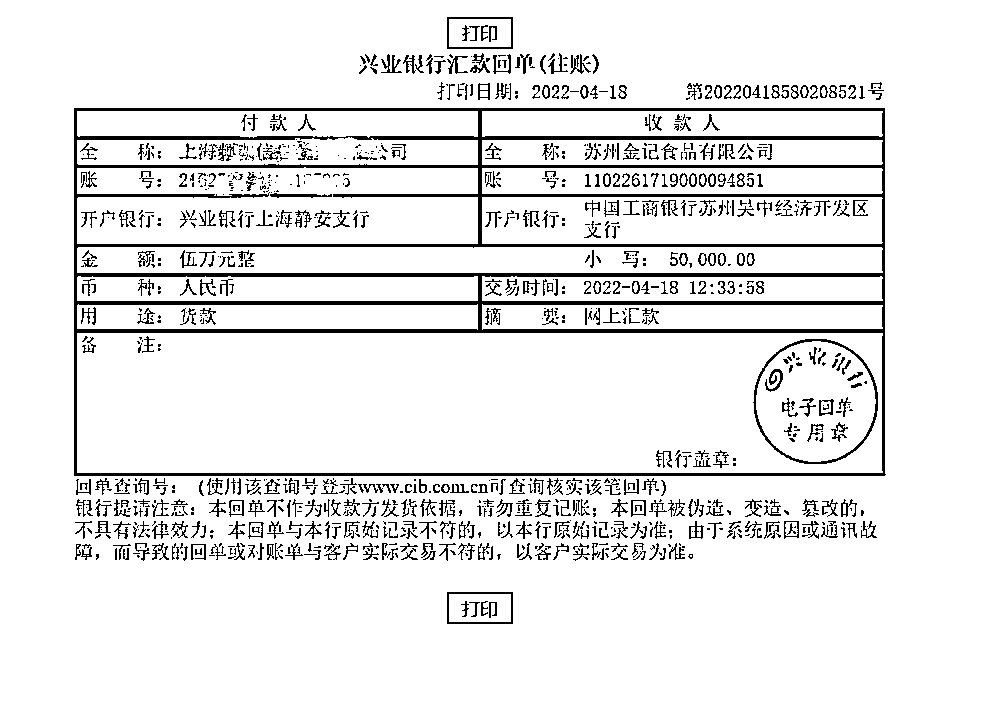 打印
兴业银行汇款回单(往账)
打印日期：2022-04-18 第20220418580208521号
付 款 人 收 款 人
全 称： 上海 公司 全 称： 苏州金记食品有限公司
账 号： 账 号： 1102261719000094851
开户银行： 兴业银行上海静安支行 开户银行： 中国工商银行苏州吴中经济开发区
支行
金 额： 伍万元整 小 写： 50,000.00
币 种： 人民币 交易时间： 2022-04-18 12:33:58
用 途： 货款 摘 要： 网上汇款
备 注：
兴业银行
电子回单
专用章
银行盖章：
回单查询号： (使用该查询号登录www.cib.com.cn可查询核实该笔回单)
银行提请注意：本回单不作为收款方发货依据，请勿重复记账；本回单被伪造、变造、篡改的，
不具有法律效力；本回单与本行原始记录不符的，以本行原始记录为准；由于系统原因或通讯故
障，而导致的回单或对账单与客户实际交易不符的，以客户实际交易为准。
打印